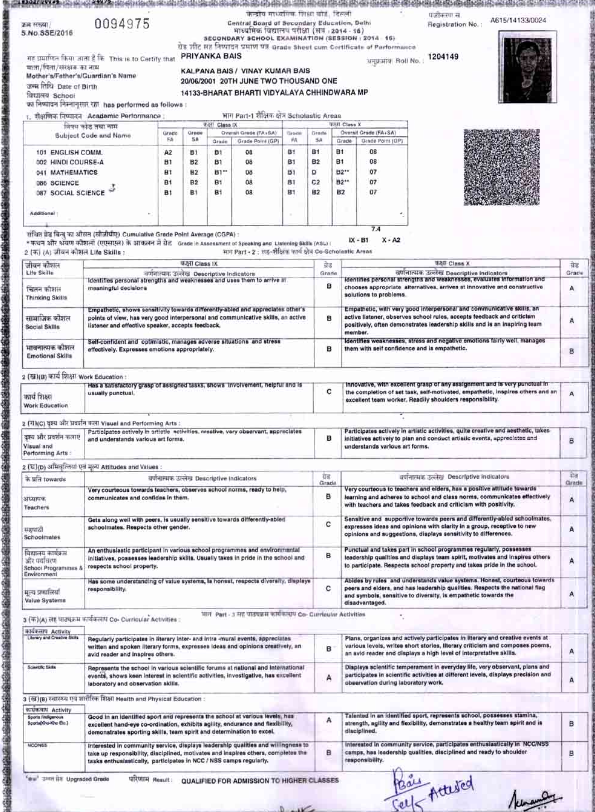 केन्द्रीय माध्यमिक शिक्षा बोर्ड, दिल्ली
Central Board of Secondary Education, Delhi
माध्यमिक विद्यालय परीक्षा (सत्र : 2014 - 16)
SECONDARY SCHOOL EXAMINATION (SESSION : 2014 - 16)
Grade Sheet cum Certificate of Performance
क्रम संख्या / 0094975
S.No.SSE/2016
पंजीकरण सं.
Registration No. : A615/14133/0024
यह प्रमाणित किया जाता है कि This is to Certify that PRIYANKA BAIS
अनुक्रमांक Roll No. : 1204149
माता/पिता/संरक्षक का नाम
Mother's/Father's/Guardian's Name KALPANA BAIS / VINAY KUMAR BAIS
जन्म तिथि Date of Birth 20/06/2001 20TH JUNE TWO THOUSAND ONE
विद्यालय School 14133-BHARAT BHARTI VIDYALAYA CHHINDWARA MP
का निष्पादन निम्नानुसार रहा has performed as follows :
1. शैक्षणिक निष्पादन Academic Performance : भाग Part-1 शैक्षिक क्षेत्र Scholastic Areas
विषय कोड तथा नाम
Subject Code and Name
कक्षा Class IX कक्षा Class X
Grade FA Grade SA Overall Grade (FA+SA) Grade FA Grade SA Overall Grade (FA+SA)
Grade Grade Point (GP) Grade Grade Point (GP)
101 ENGLISH COMM. A2 B1 B1 08 B1 B1 B1 08
002 HINDI COURSE-A B1 B2 B1 08 B1 B2 B1 08
041 MATHEMATICS B1 B2 B1** 08 B1 D B2** 07
086 SCIENCE B1 B2 B1 08 B1 C2 B2** 07
087 SOCIAL SCIENCE B1 B1 B1 08 B1 B2 B2 07
Additional :
संचित ग्रेड बिन्दु का औसत (सीजीपीए) Cumulative Grade Point Average (CGPA) : 7.4
* कथन और श्रवण कौशलों (एएसएल) के आकलन में ग्रेड Grade in Assessment of Speaking and Listening Skills (ASL) : IX - B1 X - A2
2 (क) (A) जीवन कौशल Life Skills : भाग Part - 2 : सह-शैक्षिक कार्य क्षेत्र Co-Scholastic Areas
जीवन कौशल
Life Skills
कक्षा Class IX ग्रेड Grade कक्षा Class X ग्रेड Grade
वर्णनात्मक उल्लेख Descriptive Indicators वर्णनात्मक उल्लेख Descriptive Indicators
चिंतन कौशल
Thinking Skills
Identifies personal strengths and weaknesses and uses them to arrive at
meaningful decisions
B
Identifies personal strengths and weaknesses, evaluates information and
chooses appropriate alternatives, arrives at innovative and constructive
solutions to problems.
A
सामाजिक कौशल
Social Skills
Empathetic, shows sensitivity towards differently-abled and appreciates other's
points of view, has very good interpersonal and communicative skills, an active
listener and effective speaker, accepts feedback.
B
Empathetic, with very good interpersonal and communicative skills, an
active listener, observes school rules, accepts feedback and criticism
positively, often demonstrates leadership skills and is an inspiring team
member.
A
भावनात्मक कौशल
Emotional Skills
Self-confident and optimistic, manages adverse situations and stress
effectively. Expresses emotions appropriately.
B
Identifies weaknesses, stress and negative emotions fairly well, manages
them with self confidence and is empathetic.
B
2 (ख)(B) कार्य शिक्षा Work Education :
कार्य शिक्षा
Work Education
Has a satisfactory grasp of assigned tasks, shows involvement, helpful and is
usually punctual.
C
Innovative, with excellent grasp of any assignment and is very punctual in
the completion of set task, self-motivated, empathetic, inspires others and an
excellent team worker. Readily shoulders responsibility.
A
2 (ग)(C) दृश्य और प्रदर्शन कला Visual and Performing Arts :
दृश्य और प्रदर्शन कलाएं
Visual and
Performing Arts :
Participates actively in artistic activities, creative, very observant, appreciates
and understands various art forms.
B
Participates actively in artistic activities, quite creative and aesthetic, takes
initiatives actively to plan and conduct artistic events, appreciates and
understands various art forms.
B
2 (घ)(D) अभिवृत्तियां एवं मूल्य Attitudes and Values :
के प्रति towards वर्णनात्मक उल्लेख Descriptive Indicators ग्रेड Grade वर्णनात्मक उल्लेख Descriptive Indicators ग्रेड Grade
अध्यापक
Teachers
Very courteous towards teachers, observes school norms, ready to help,
communicates and confides in them.
B
Very courteous to teachers and elders, has a positive attitude towards
learning and adheres to school and class norms, communicates effectively
with teachers and takes feedback and criticism with positivity.
A
सहपाठी
Schoolmates
Gets along well with peers, is usually sensitive towards differently-abled
schoolmates. Respects other gender.
C
Sensitive and supportive towards peers and differently-abled schoolmates,
expresses ideas and opinions with clarity in a group, receptive to new
opinions and suggestions, displays sensitivity to differences.
A
विद्यालय कार्यक्रम
और पर्यावरण
School Programmes &
Environment
An enthusiastic participant in various school programmes and environmental
initiatives, possesses leadership skills. Usually takes in pride in the school and
respects school property.
B
Punctual and takes part in school programmes regularly, possesses
leadership qualities and displays team spirit, motivates and inspires others
to participate. Respects school property and takes pride in the school.
A
मूल्य प्रणालियां
Value Systems
Has some understanding of value systems, is honest, respects diversity, displays
responsibility.
C
Abides by rules and understands value systems. Honest, courteous towards
peers and elders, and has leadership qualities. Respects the national flag
and symbols, sensitive to diversity, is empathetic towards the
disadvantaged.
A
भाग Part - 3 सह पाठ्यक्रम कार्यकलाप Co- Curricular Activities
3 (क)(A) सह पाठ्यक्रम कार्यकलाप Co- Curricular Activities :
कार्यकलाप Activity
Literary and Creative Skills
Regularly participates in literary inter- and intra -mural events, appreciates
written and spoken literary forms, expresses ideas and opinions creatively, an
avid reader and inspires others.
B
Plans, organizes and actively participates in literary and creative events at
various levels, writes short stories, literary criticism and composes poems,
an avid reader and displays a high level of interpretative skills.
A
Scientific Skills
Represents the school in various scientific forums at national and international
events, shows keen interest in scientific activities, investigative, has excellent
laboratory and observation skills.
A
Displays scientific temperament in everyday life, very observant, plans and
participates in scientific activities at different levels, displays precision and
observation during laboratory work.
A
3 (ख)(B) स्वास्थ्य एवं शारीरिक शिक्षा Health and Physical Education :
कार्यकलाप Activity
Sports /Indigenous
Sports(Kho-Kho Etc.)
Good in an identified sport and represents the school at various levels, has
excellent hand-eye co-ordination, exhibits agility, endurance and flexibility,
demonstrates sporting skills, team spirit and determination to excel.
A
Talented in an identified sport, represents school, possesses stamina,
strength, agility and flexibility, demonstrates a healthy team spirit and is
disciplined.
B
NCC/NSS
Interested in community service, displays leadership qualities and willingness to
take up responsibility, disciplined, motivates and inspires others, completes the
tasks enthusiastically, participates in NCC / NSS camps regularly.
B
Interested in community service, participates enthusiastically in NCC/NSS
camps, has leadership qualities, disciplined and ready to shoulder
responsibility.
B
Upgraded Grade परिणाम Result : QUALIFIED FOR ADMISSION TO HIGHER CLASSES
Bais
Self Attested